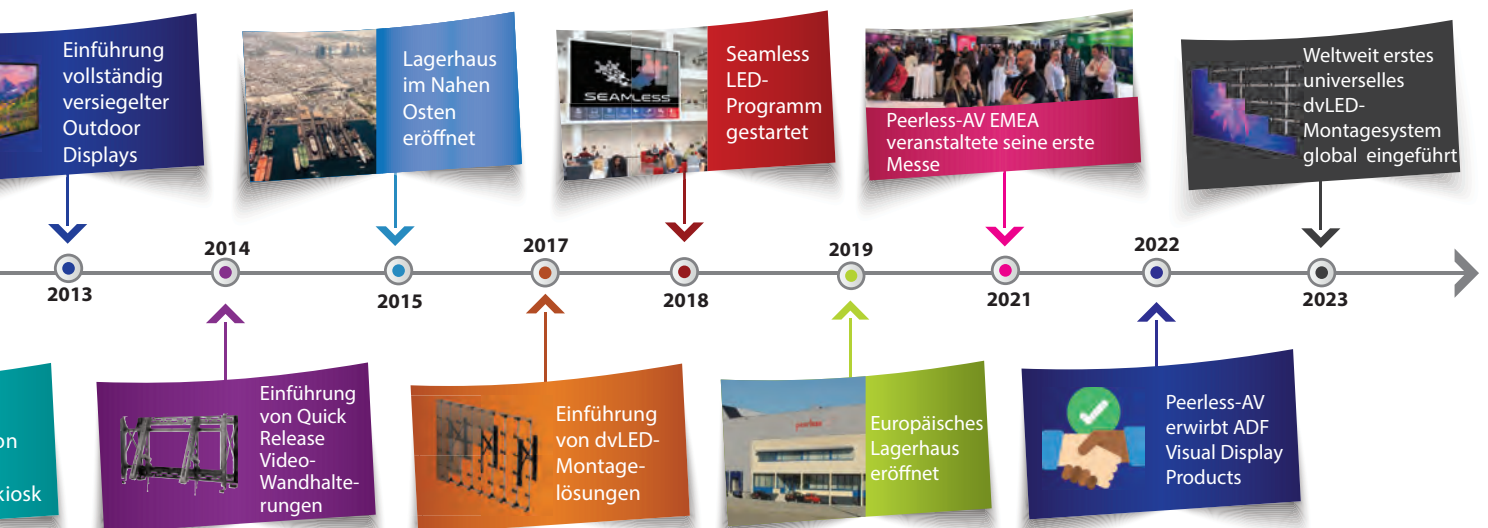 Einführung
vollständig
versiegelter
Outdoor
Displays
Lagerhaus
im Nahen
Osten
eröffnet
SEAMLESS
Seamless
LED-
Programm
gestartet
Peerless-AV EMEA
veranstaltete seine erste
Messe
Weltweit erstes
universelles
dvLED-
Montagesystem
global eingeführt
2013
2014
2015
2017
2018
2019
2021
2022
2023
kiosk
Einführung
von Quick
Release
Video-
Wandhalte-
rungen
Einführung
von dvLED-
Montage-
lösungen
peerless
Europäisches
Lagerhaus
eröffnet
Peerless-AV
erwirbt ADF
Visual Display
Products